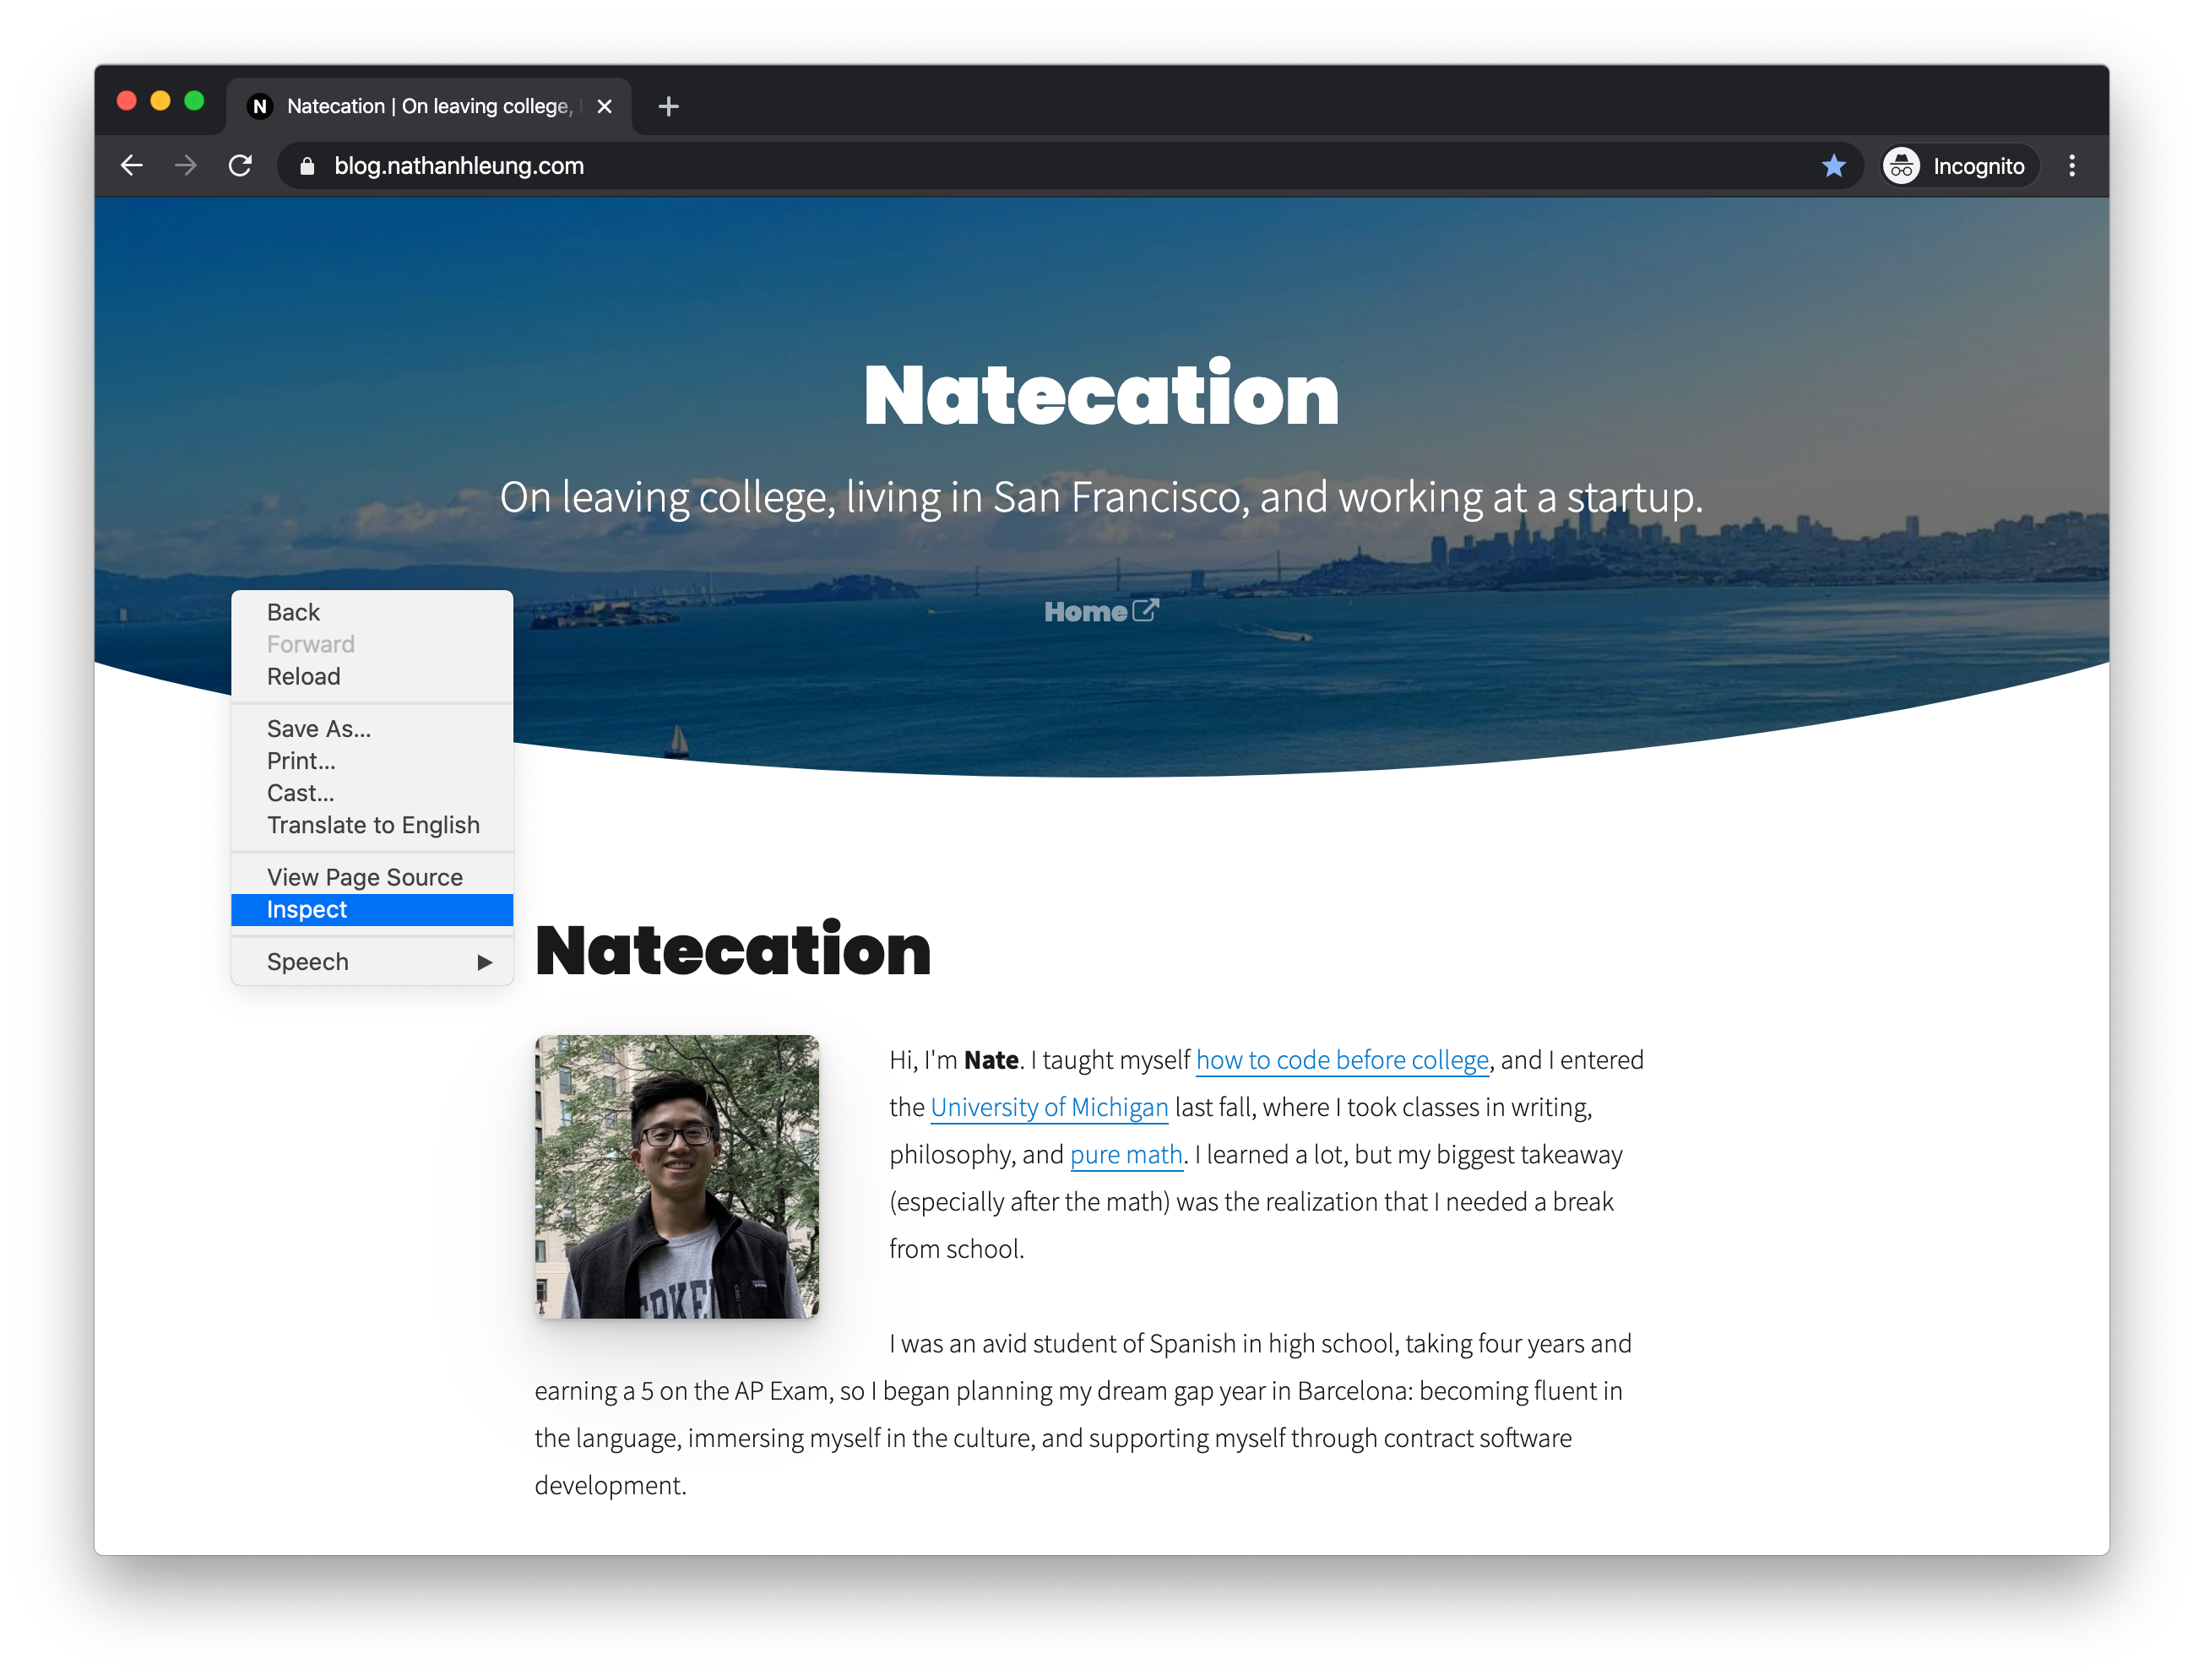 N Natecation | On leaving college,
blog.nathanhleung.com
Incognito
Natecation
On leaving college, living in San Francisco, and working at a startup.
Home
Back
Forward
Reload
Save As...
Print...
Cast...
Translate to English
View Page Source
Inspect
Speech
Natecation
Hi, I'm Nate. I taught myself how to code before college, and I entered
the University of Michigan last fall, where I took classes in writing,
philosophy, and pure math. I learned a lot, but my biggest takeaway
(especially after the math) was the realization that I needed a break
from school.
I was an avid student of Spanish in high school, taking four years and
earning a 5 on the AP Exam, so I began planning my dream gap year in Barcelona: becoming fluent in
the language, immersing myself in the culture, and supporting myself through contract software
development.